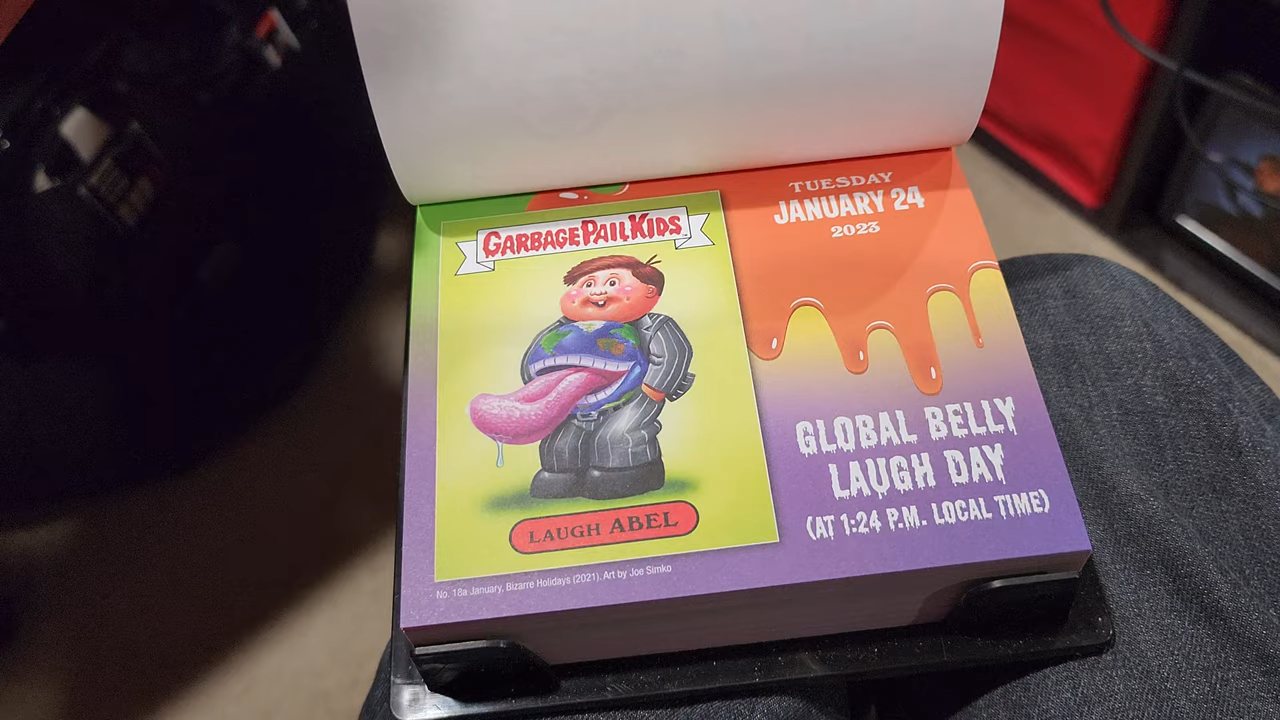 GARBAGE PAIL KIDS
LAUGH ABEL
No. 18a January, Bizarre Holidays (2021). Art by Joe Simko
TUESDAY
JANUARY 24
2023
GLOBAL BELLY
LAUGH DAY
(AT 1:24 P.M. LOCAL TIME)